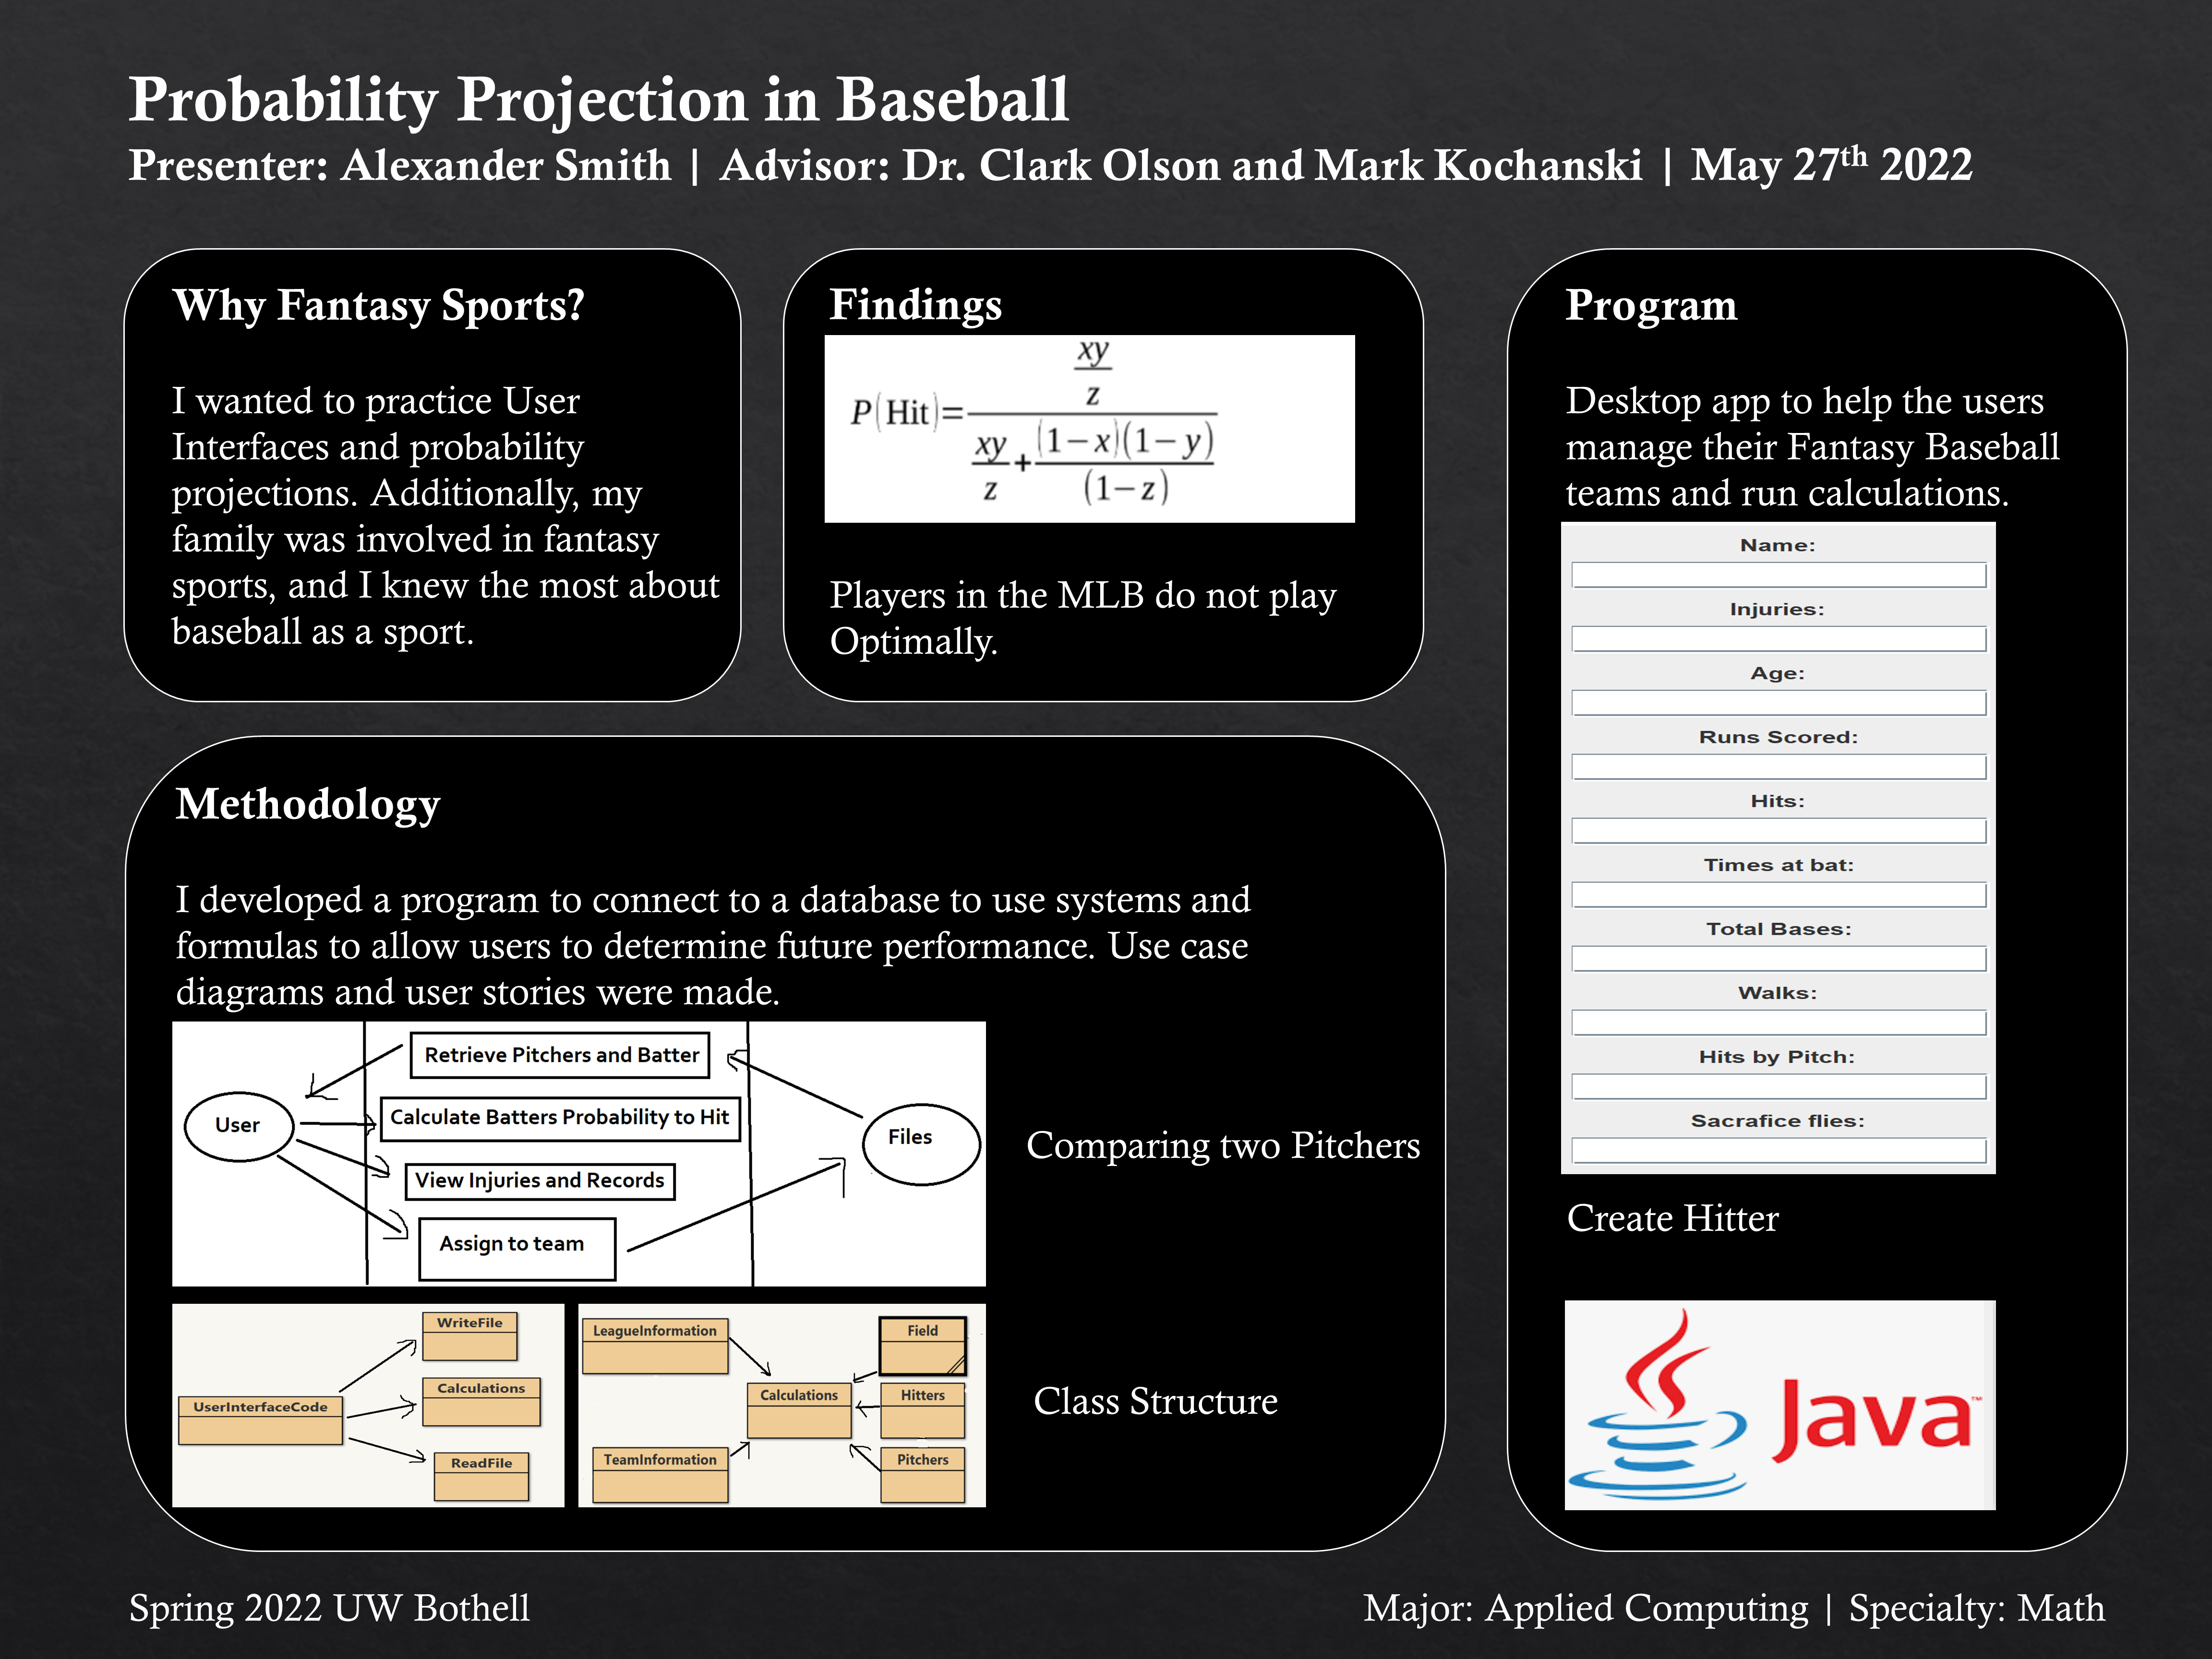 Probability Projection in Baseball
Presenter: Alexander Smith | Advisor: Dr. Clark Olson and Mark Kochanski | May 27th 2022
Why Fantasy Sports?
I wanted to practice User
Interfaces and probability
projections. Additionally, my
family was involved in fantasy
sports, and I knew the most about
baseball as a sport.
Findings
P(Hit)=
xy
z
xy
z
+
(1−x)(1−y)
(1−z)
Players in the MLB do not play
Optimally.
Methodology
I developed a program to connect to a database to use systems and
formulas to allow users to determine future performance. Use case
diagrams and user stories were made.
User
Retrieve Pitchers and Batter
Calculate Batters Probability to Hit
View Injuries and Records
Assign to team
Files
Comparing two Pitchers
UserInterfaceCode
WriteFile
Calculations
ReadFile
LeagueInformation
TeamInformation
Calculations
Field
Hitters
Pitchers
Class Structure
Program
Desktop app to help the users
manage their Fantasy Baseball
teams and run calculations.
Name:
Injuries:
Age:
Runs Scored:
Hits:
Times at bat:
Total Bases:
Walks:
Hits by Pitch:
Sacrafice flies:
Create Hitter
Java™
Spring 2022 UW Bothell
Major: Applied Computing | Specialty: Math